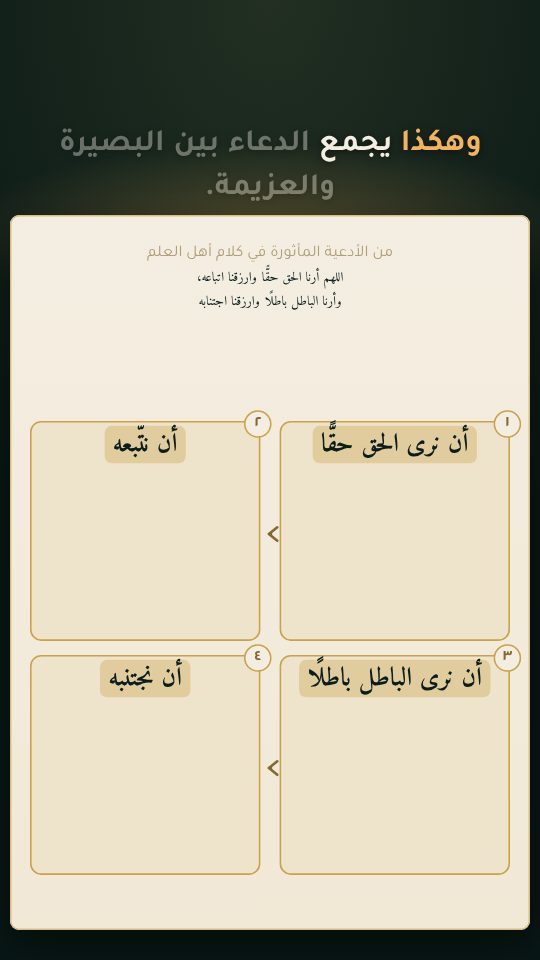 وهكذا يجمع الدعاء بين البصيرة
والعزيمة.
من الأدعية المأثورة في كلام أهل العلم
اللهم أرنا الحق حقًّا وارزقنا اتباعه،
وأرنا الباطل باطلًا وارزقنا اجتنابه
١
أن نرى الحق حقًّا
٢
أن نتّبعه
٣
أن نرى الباطل باطلًا
٤
أن نجتنبه